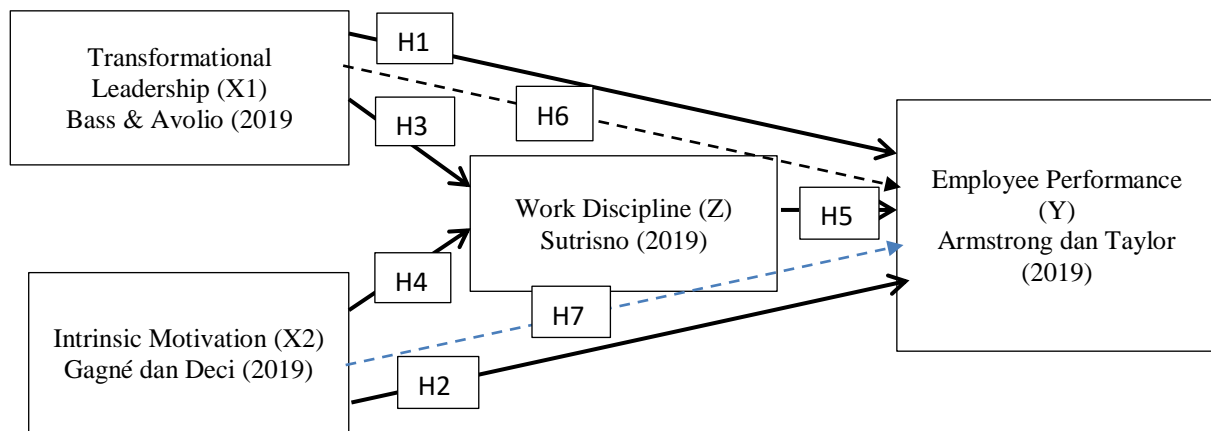 Transformational
Leadership (X1)
Bass & Avolio (2019
H1
H3
H6
Work Discipline (Z)
Sutrisno (2019)
H5
Employee Performance
(Y)
Armstrong dan Taylor
(2019)
H4
H7
Intrinsic Motivation (X2)
Gagné dan Deci (2019)
H2